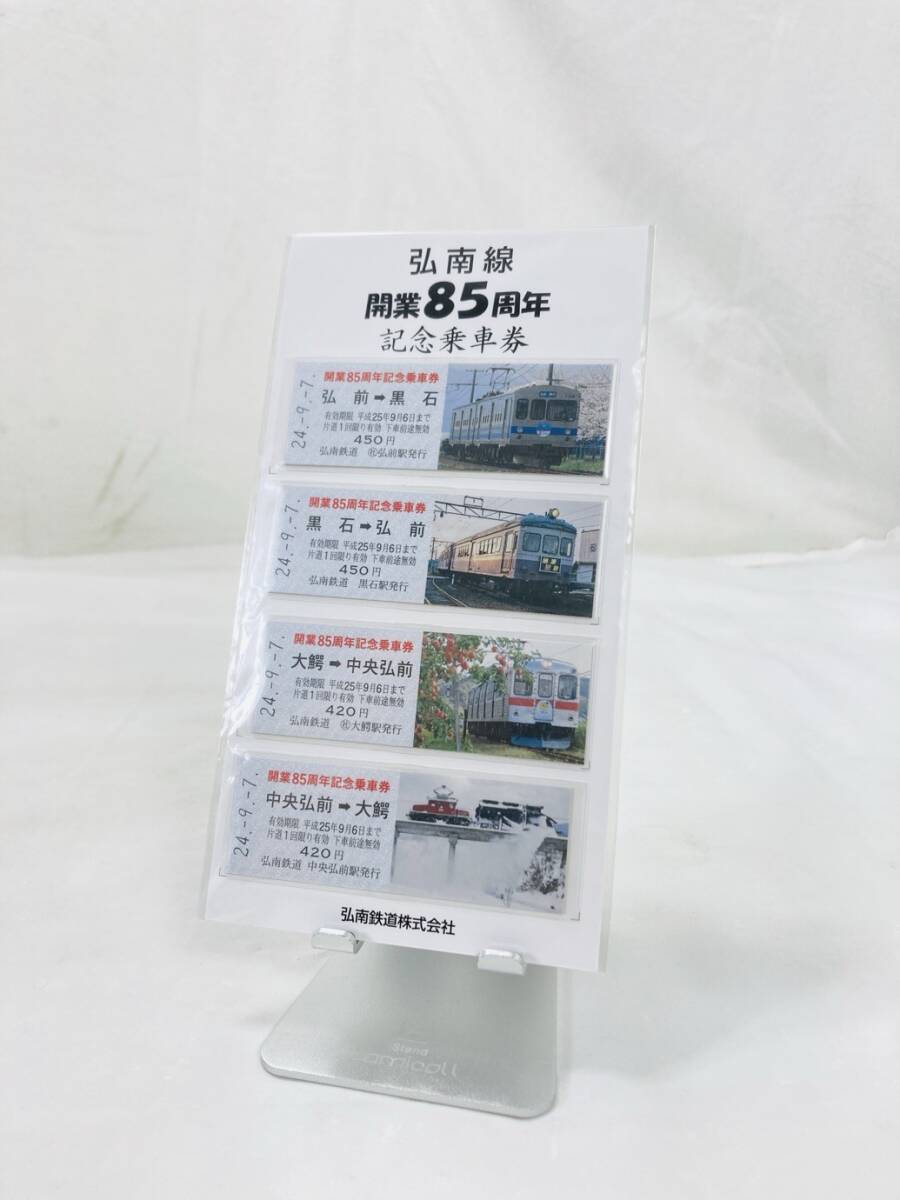 弘南線
開業85周年
記念乗車券
24.-9.-7.
開業85周年記念乗車券
弘前➡黒石
有効期限 平成25年9月6日まで
片道1回限り有効 下車前途無効
450円
弘南鉄道 ㊓弘前駅発行
24.-9.-7.
開業85周年記念乗車券
黒石➡弘前
有効期限 平成25年9月6日まで
片道1回限り有効 下車前途無効
450円
弘南鉄道 黒石駅発行
24.-9.-7.
開業85周年記念乗車券
大鰐➡中央弘前
有効期限 平成25年9月6日まで
片道1回限り有効 下車前途無効
420円
弘南鉄道 ㊓大鰐駅発行
24.-9.-7.
開業85周年記念乗車券
中央弘前➡大鰐
有効期限 平成25年9月6日まで
片道1回限り有効 下車前途無効
420円
弘南鉄道 中央弘前駅発行
弘南鉄道株式会社
Stand
Lamicall